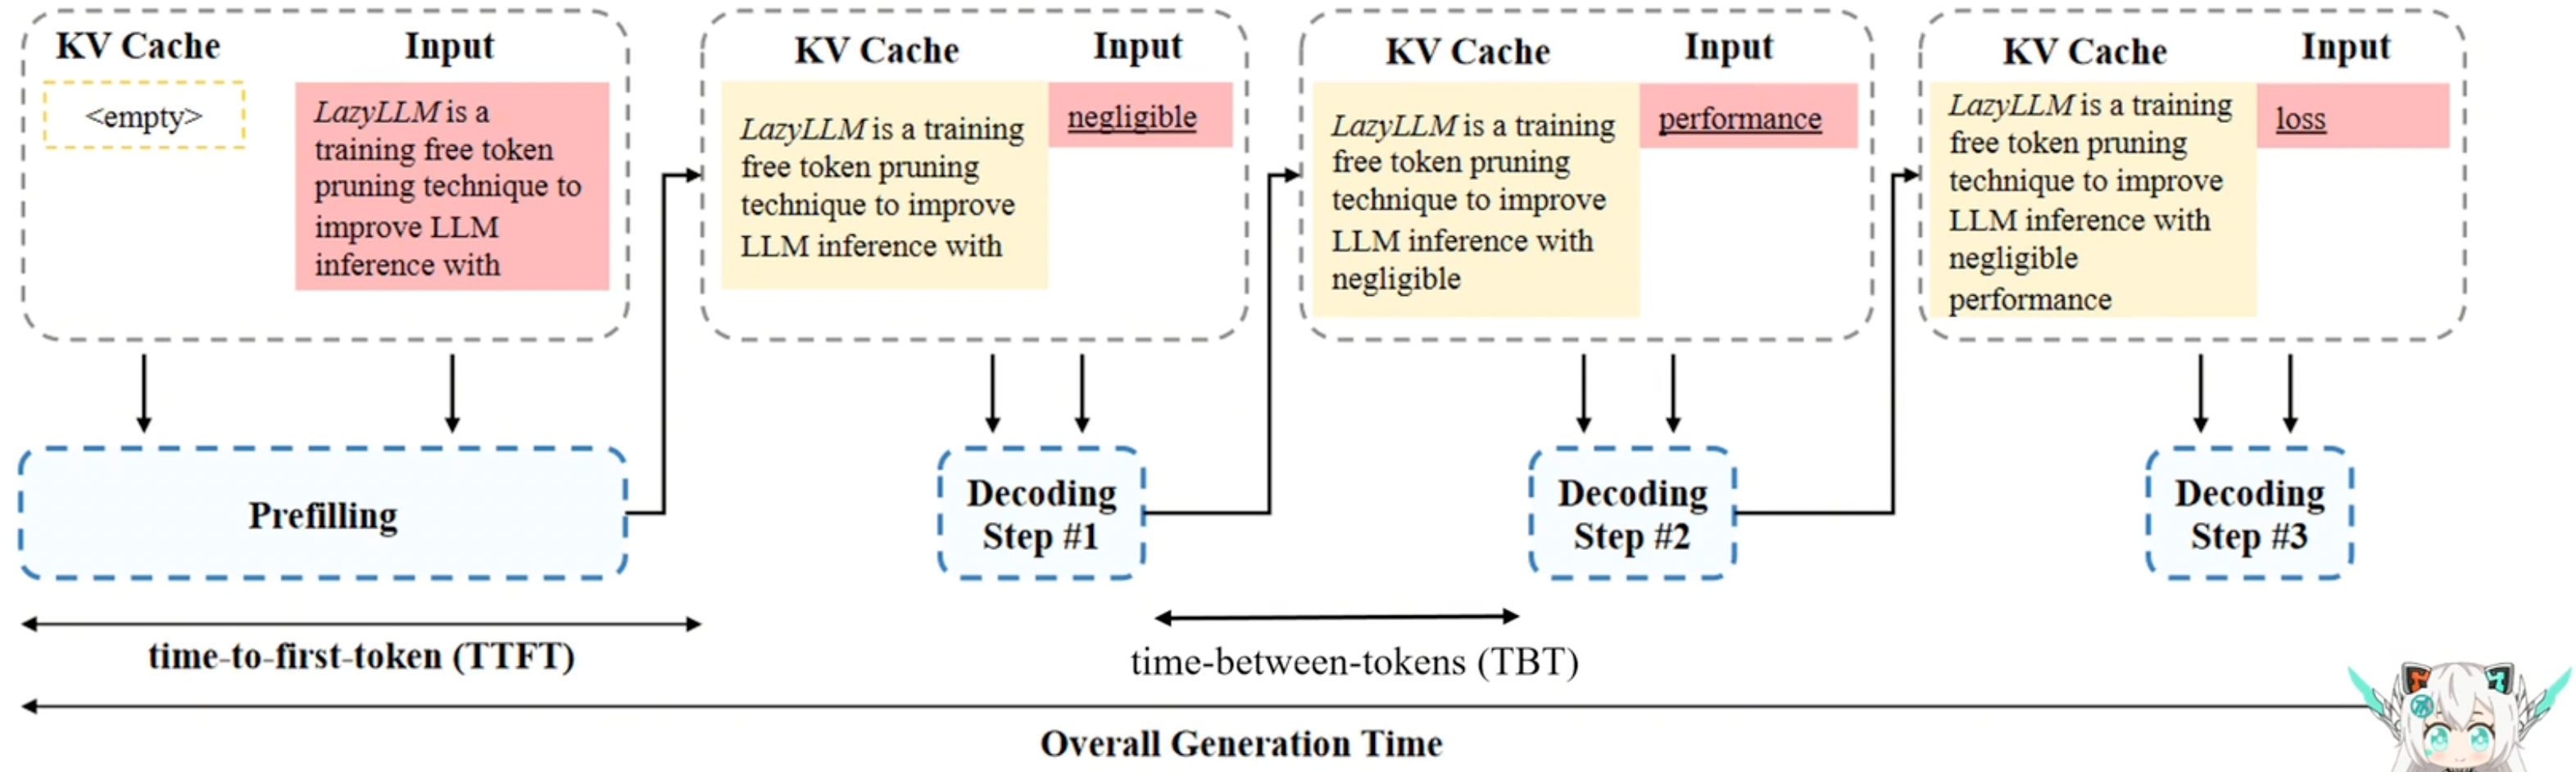 KV Cache
Input
<empty>
LazyLLM is a
training free token
pruning technique to
improve LLM
inference with
KV Cache
Input
LazyLLM is a training
free token pruning
technique to improve
LLM inference with
negligible
KV Cache
Input
LazyLLM is a training
free token pruning
technique to improve
LLM inference with
negligible
performance
KV Cache
Input
LazyLLM is a training
free token pruning
technique to improve
LLM inference with
negligible
performance
loss
Prefilling
Decoding
Step #1
Decoding
Step #2
Decoding
Step #3
time-to-first-token (TTFT)
time-between-tokens (TBT)
Overall Generation Time